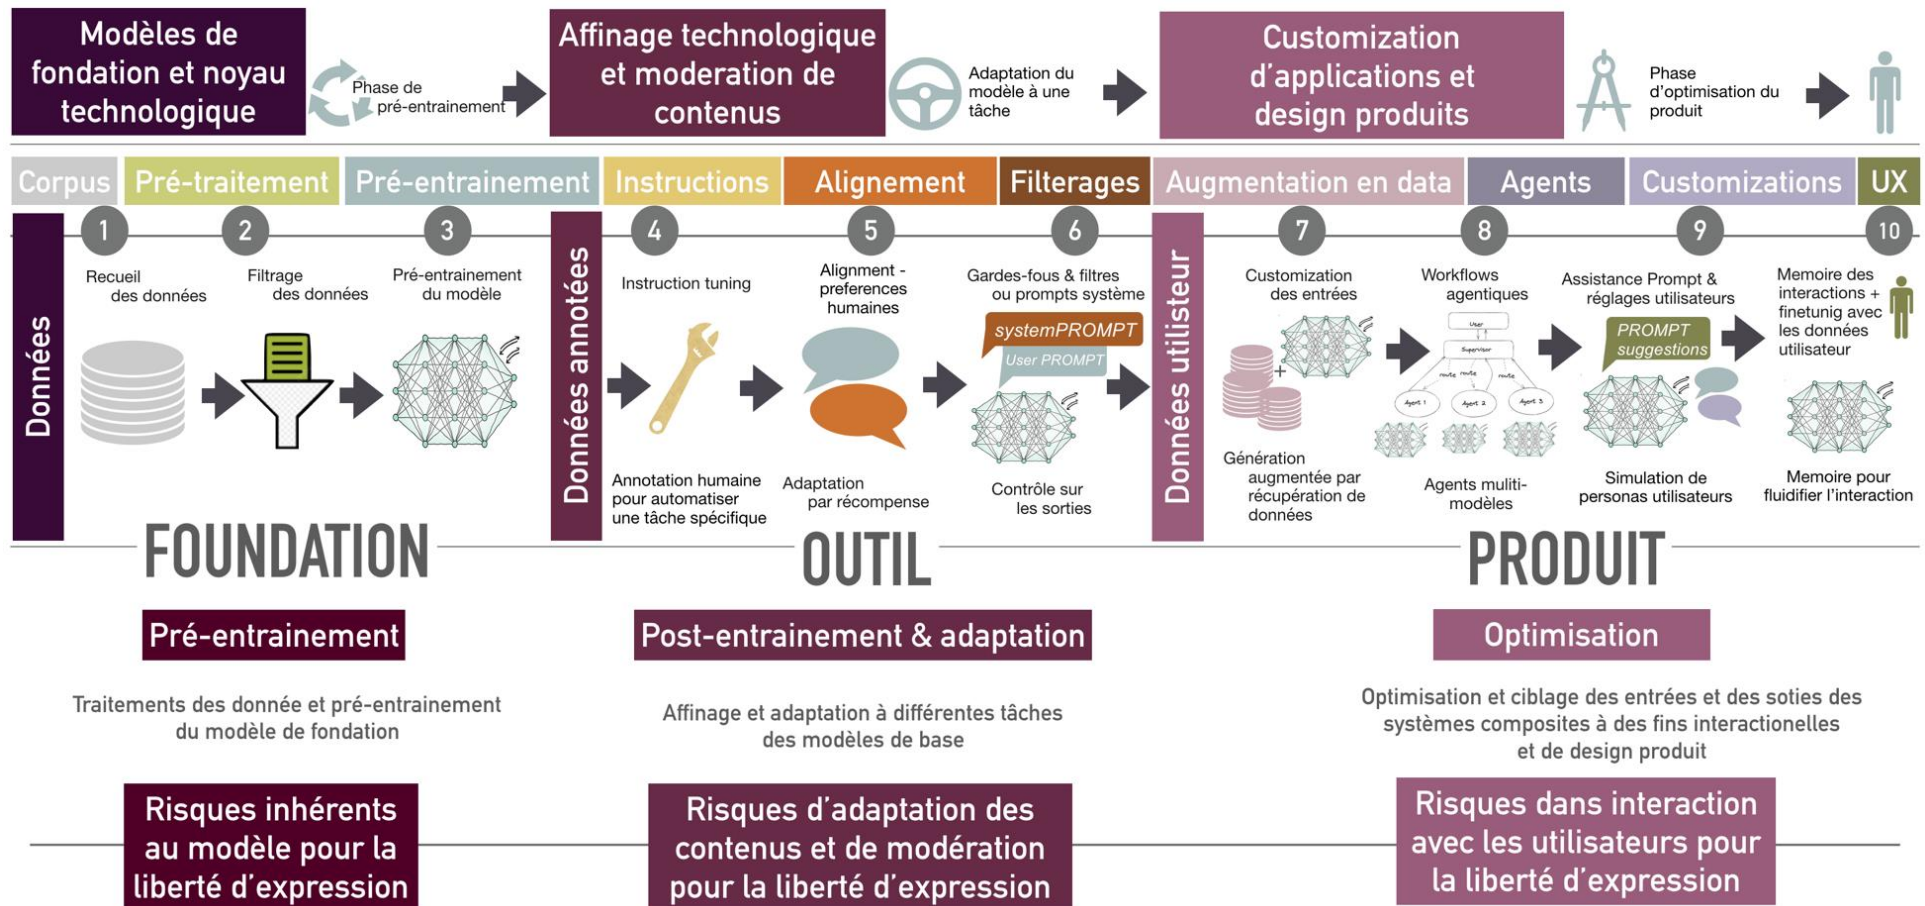 Modèles de
fondation et noyau
technologique
Phase de
pré-entrainement
Affinage technologique
et moderation de
contenus
Adaptation du
modèle à une
tâche
Customization
d'applications et
design produits
Phase
d'optimisation du
produit
Corpus
Pré-traitement
Pré-entrainement
Instructions
Alignement
Filterages
Augmentation en data
Agents
Customizations
UX
Données
1
Recueil
des données
2
Filtrage
des données
3
Pré-entrainement
du modèle
Données annotées
4
Instruction tuning
Annotation humaine
pour automatiser
une tâche spécifique
5
Alignment -
preferences
humaines
Adaptation
par récompense
6
Gardes-fous & filtres
ou prompts système
systemPROMPT
User PROMPT
Contrôle sur
les sorties
Données utilisteur
7
Customization
des entrées
+
Génération
augmentée par
récupération de
données
8
Workflows
agentiques
User
Supervisor
route
route
route
Agent 1
Agent 2
Agent 3
Agents muliti-
modèles
9
Assistance Prompt &
réglages utilisateurs
PROMPT
suggestions
Simulation de
personas utilisateurs
10
Memoire des
interactions +
finetunig avec
les données
utilisateur
Memoire pour
fluidifier l'interaction
FOUNDATION
OUTIL
PRODUIT
Pré-entrainement
Post-entrainement & adaptation
Optimisation
Traitements des donnée et pré-entrainement
du modèle de fondation
Affinage et adaptation à différentes tâches
des modèles de base
Optimisation et ciblage des entrées et des soties des
systèmes composites à des fins interactionelles
et de design produit
Risques inhérents
au modèle pour la
liberté d'expression
Risques d'adaptation des
contenus et de modération
pour la liberté d'expression
Risques dans interaction
avec les utilisateurs pour
la liberté d'expression